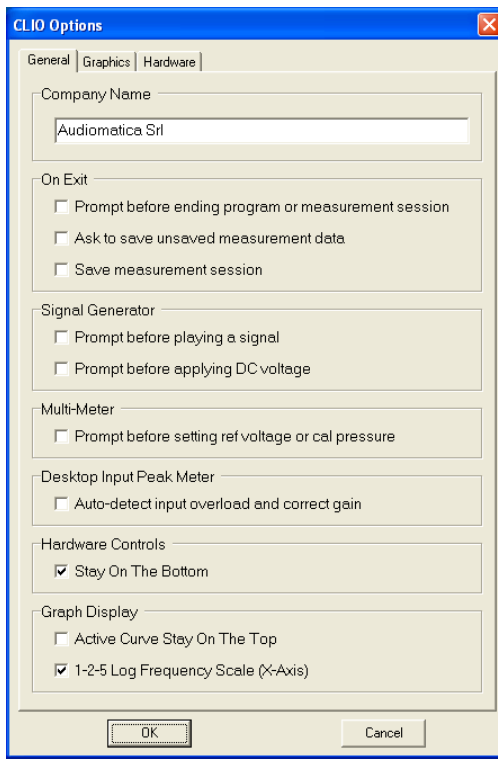 CLIO Options
General Graphics Hardware
Company Name
Audiomatica Srl
On Exit
Prompt before ending program or measurement session
Ask to save unsaved measurement data
Save measurement session
Signal Generator
Prompt before playing a signal
Prompt before applying DC voltage
Multi-Meter
Prompt before setting ref voltage or cal pressure
Desktop Input Peak Meter
Auto-detect input overload and correct gain
Hardware Controls
Stay On The Bottom
Graph Display
Active Curve Stay On The Top
1-2-5 Log Frequency Scale (X-Axis)
OK Cancel